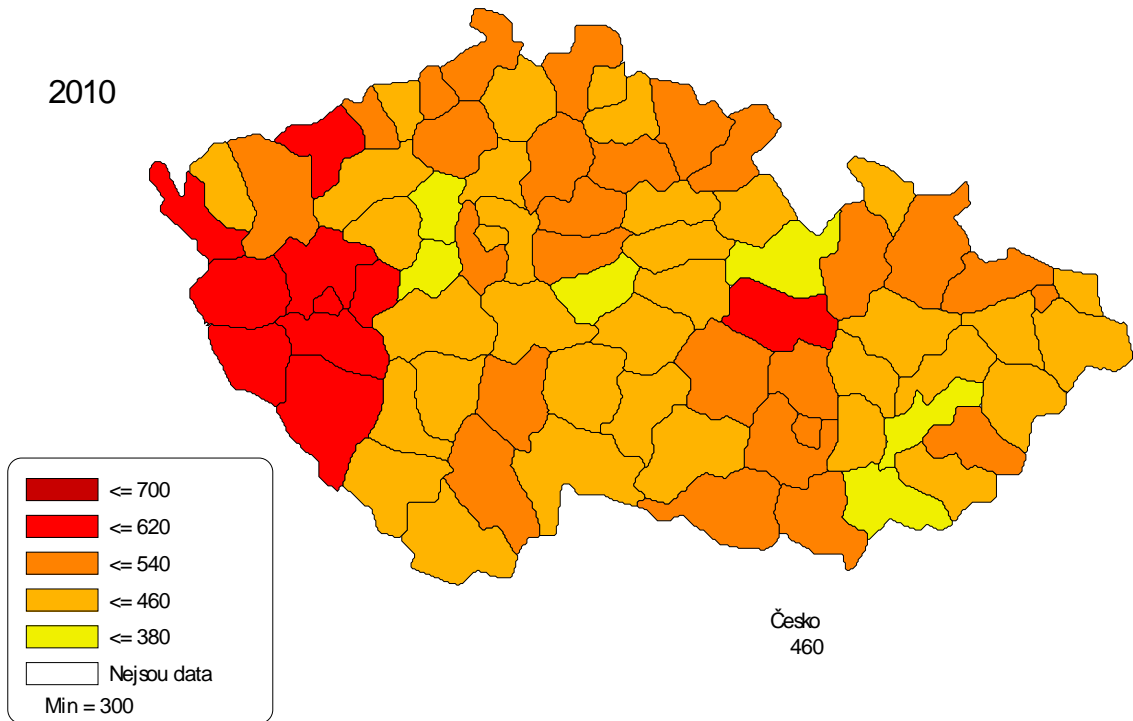 2010
<= 700
<= 620
<= 540
<= 460
<= 380
Nejsou data
Min = 300
Česko
460